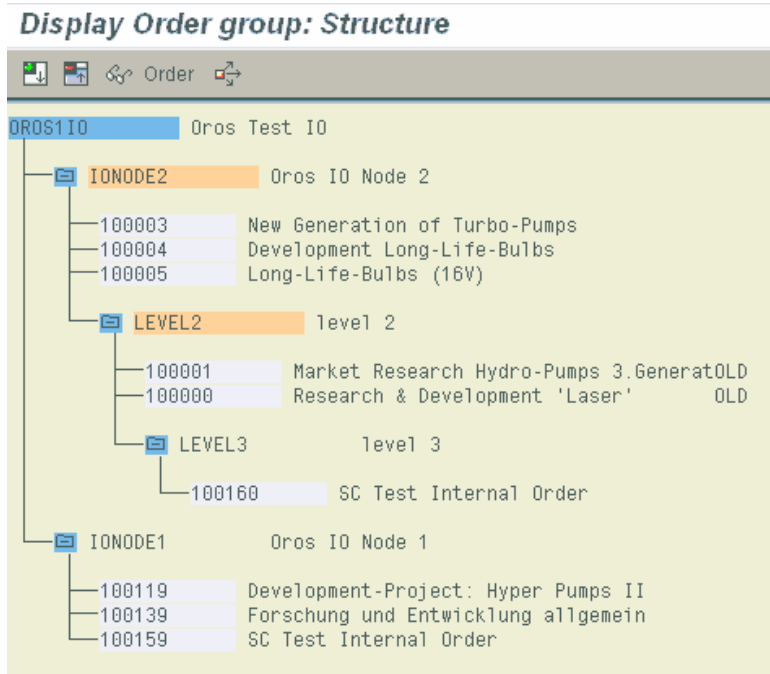 Display Order group: Structure
Order
OROS1IO Oros Test IO
IONODE2 Oros IO Node 2
100003 New Generation of Turbo-Pumps
100004 Development Long-Life-Bulbs
100005 Long-Life-Bulbs (16V)
LEVEL2 level 2
100001 Market Research Hydro-Pumps 3.GeneratOLD
100000 Research & Development 'Laser' OLD
LEVEL3 level 3
100160 SC Test Internal Order
IONODE1 Oros IO Node 1
100119 Development-Project: Hyper Pumps II
100139 Forschung und Entwicklung allgemein
100159 SC Test Internal Order